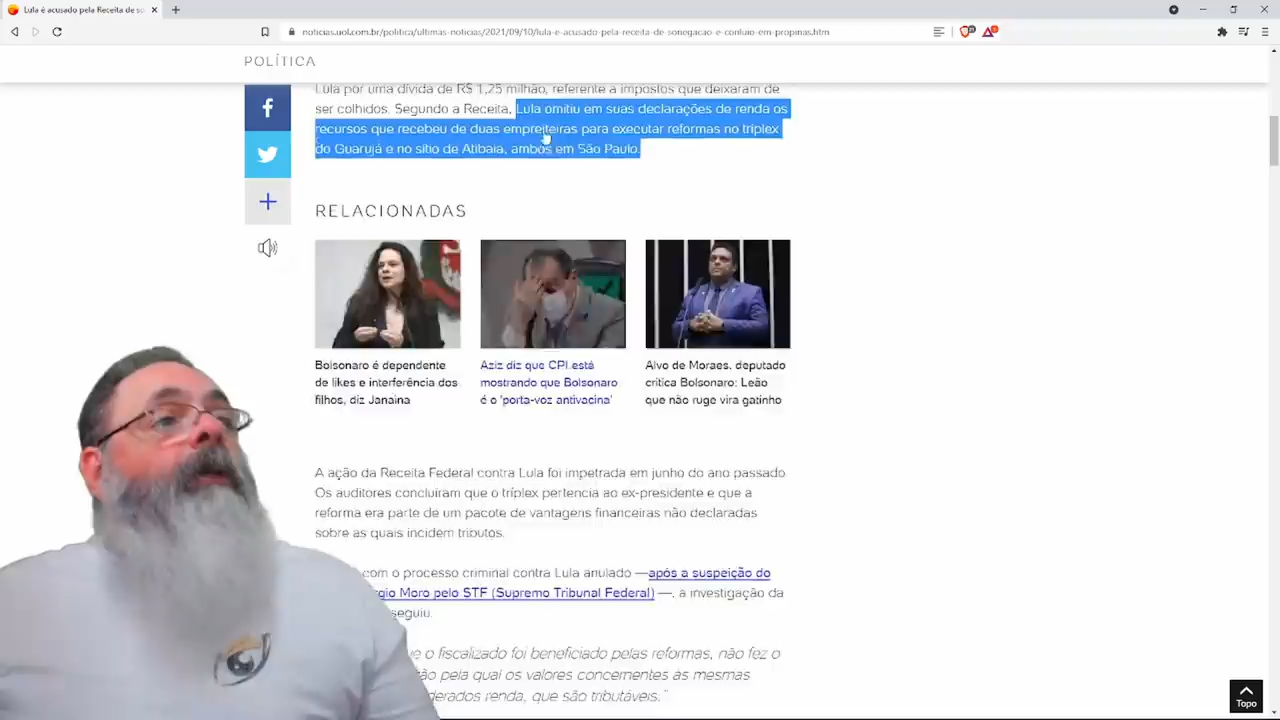 Lula é acusado pela Receita de so
noticias.uol.com.br/politica/ultimas-noticias/2021/09/10/lula-e-acusado-pela-receita-de-sonegacao-e-conluio-em-propinas.htm
POLÍTICA
Lula por uma dívida de R$ 1,25 milhão, referente a impostos que deixaram de
ser colhidos. Segundo a Receita, Lula omitiu em suas declarações de renda os
recursos que recebeu de duas empreiteiras para executar reformas no tríplex
do Guarujá e no sítio de Atibaia, ambos em São Paulo.
RELACIONADAS
Bolsonaro é dependente
de likes e interferência dos
filhos, diz Janaina
Aziz diz que CPI está
mostrando que Bolsonaro
é o 'porta-voz antivacina'
Alvo de Moraes, deputado
critica Bolsonaro: Leão
que não ruge vira gatinho
A ação da Receita Federal contra Lula foi impetrada em junho do ano passado.
Os auditores concluíram que o tríplex pertencia ao ex-presidente e que a
reforma era parte de um pacote de vantagens financeiras não declaradas
sobre as quais incidem tributos.
com o processo criminal contra Lula anulado —após a suspeição do
Moro pelo STF (Supremo Tribunal Federal) —, a investigação da
o fiscalizado foi beneficiado pelas reformas, não fez o
pela qual os valores concernentes às mesmas
renda, que são tributáveis."
Topo